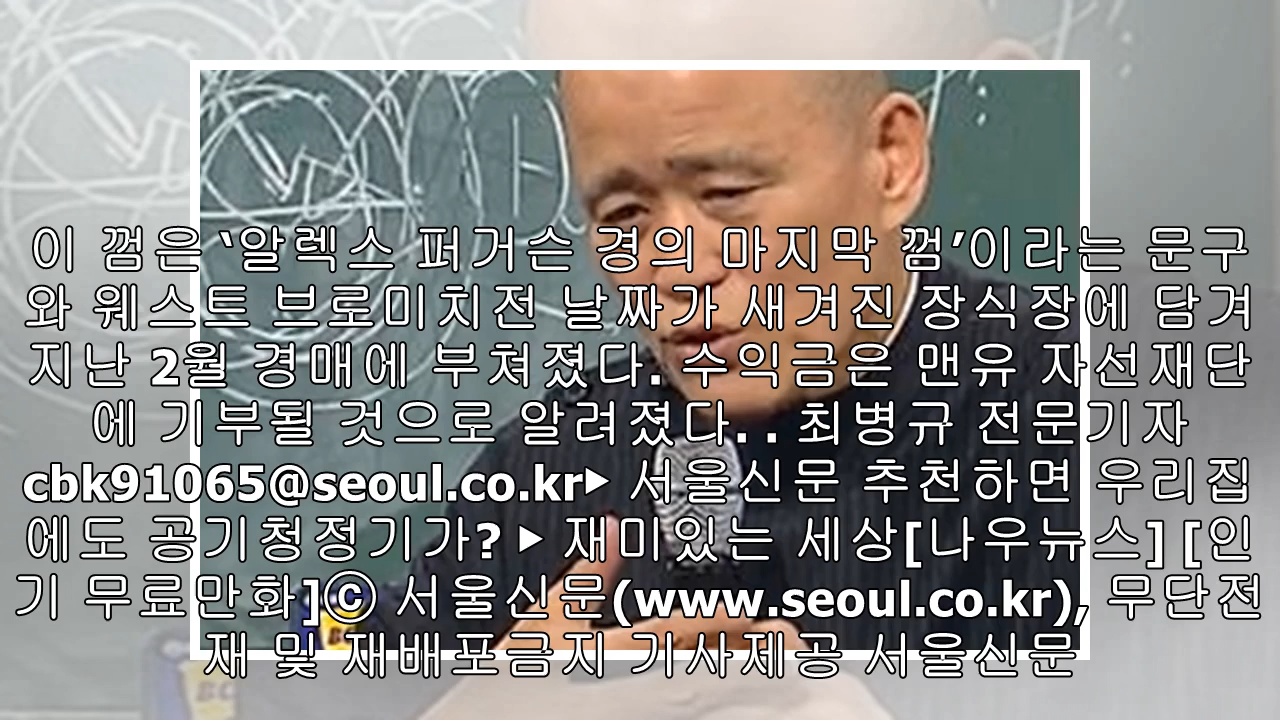 이 껌은 ‘알렉스 퍼거슨 경의 마지막 껌’이라는 문구
와 웨스트 브로미치전 날짜가 새겨진 장식장에 담겨
지난 2월 경매에 부쳐졌다. 수익금은 맨유 자선재단
에 기부될 것으로 알려졌다. . 최병규 전문기자
cbk91065@seoul.co.kr▶ 서울신문 추천하면 우리집
에도 공기청정기가? ▶ 재미있는 세상[나우뉴스] [인
기 무료만화]ⓒ 서울신문(www.seoul.co.kr), 무단전
재 및 재배포금지 기사제공 서울신문